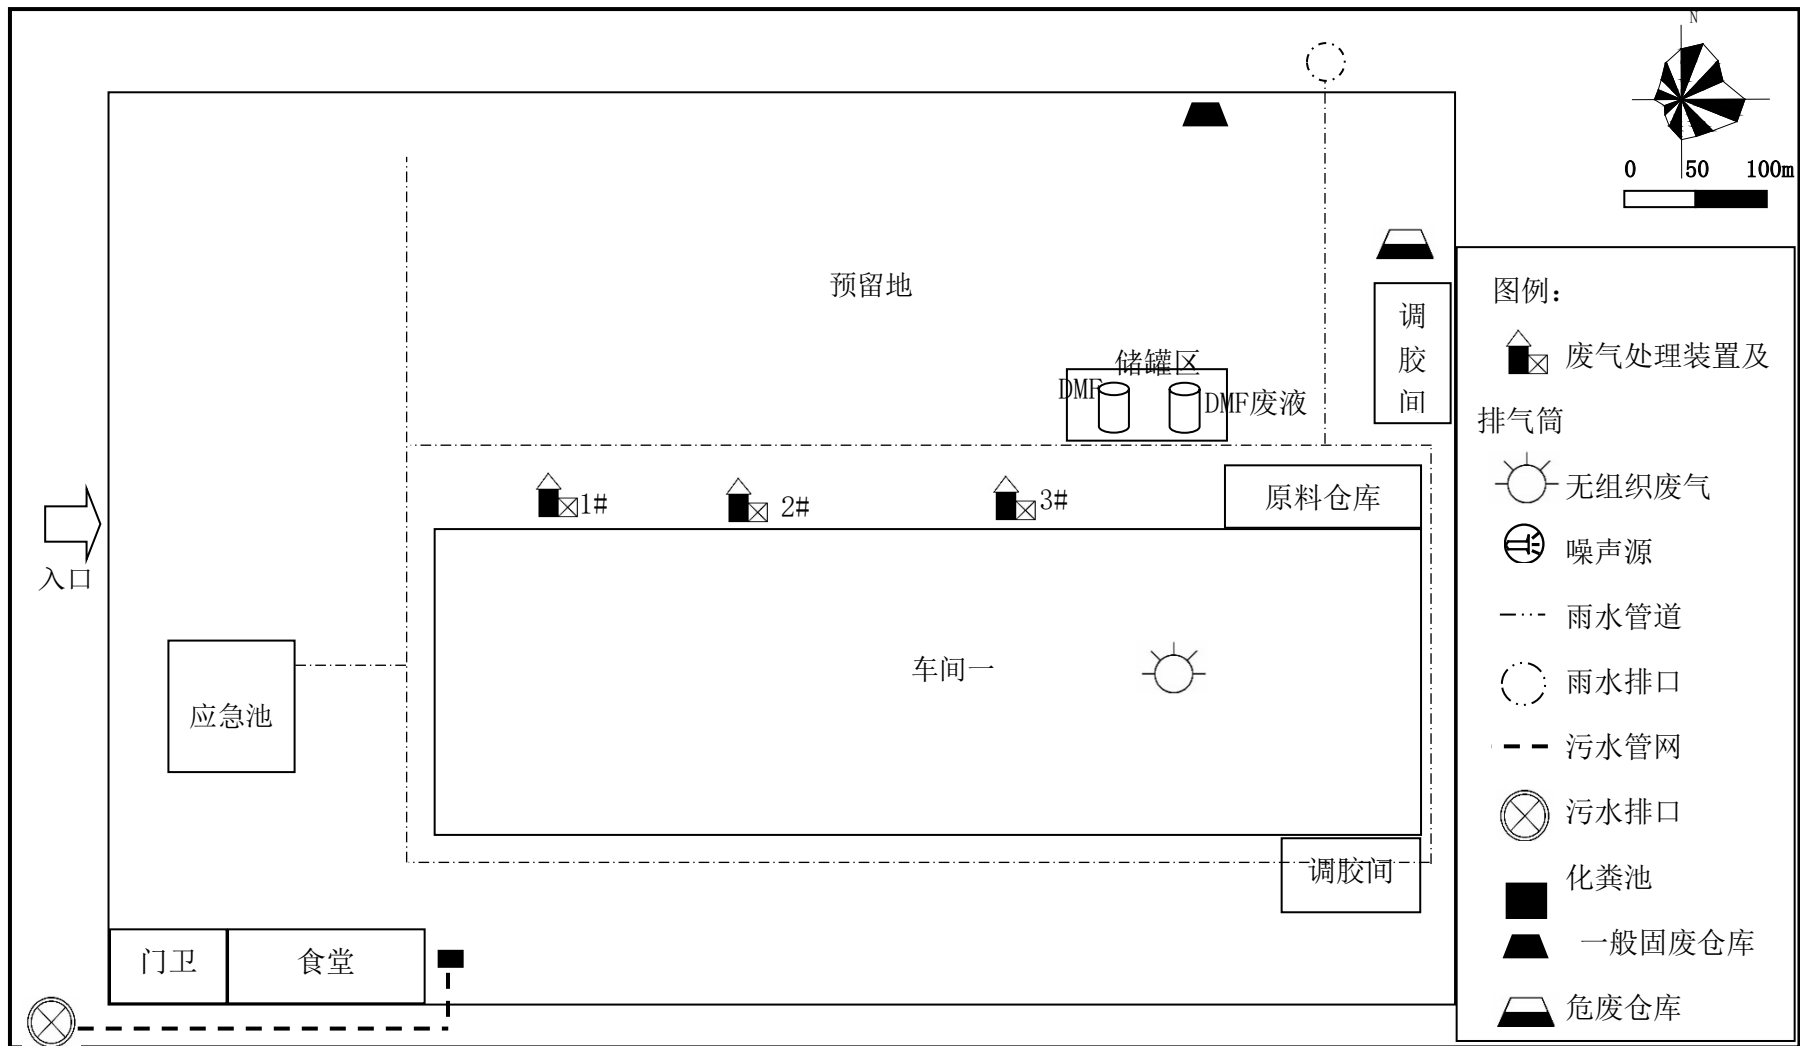 N
0 50 100m
预留地
储罐区
DMF
DMF废液
调
胶
间
1#
2#
3#
原料仓库
入口
应急池
车间一
调胶间
门卫
食堂
图例：
废气处理装置及
排气筒
无组织废气
噪声源
雨水管道
雨水排口
污水管网
污水排口
化粪池
一般固废仓库
危废仓库